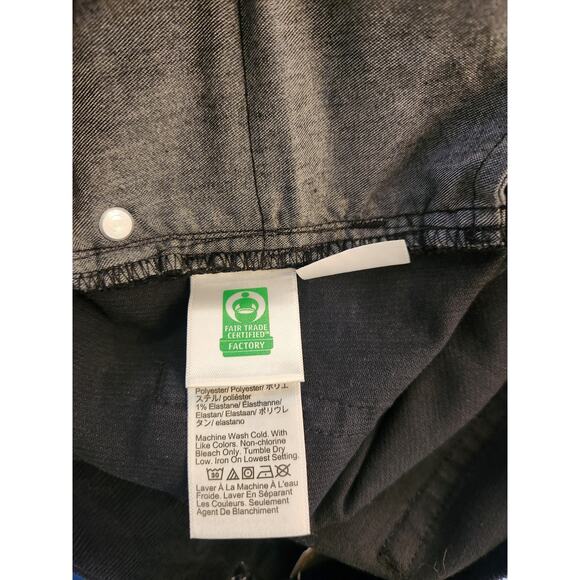 FAIR TRADE
CERTIFIED™
FACTORY
Polyester/ Polyester/ ポリエ
ステル/ poliéster
1% Elastane/ Élasthanne/
Elastan/ Elastaan/ ポリウレ
タン/ elastano
Machine Wash Cold. With
Like Colors. Non-chlorine
Bleach Only. Tumble Dry
Low. Iron On Lowest Setting.
30
Laver À La Machine À L'eau
Froide. Laver En Séparant
Les Couleurs. Seulement
Agent De Blanchiment